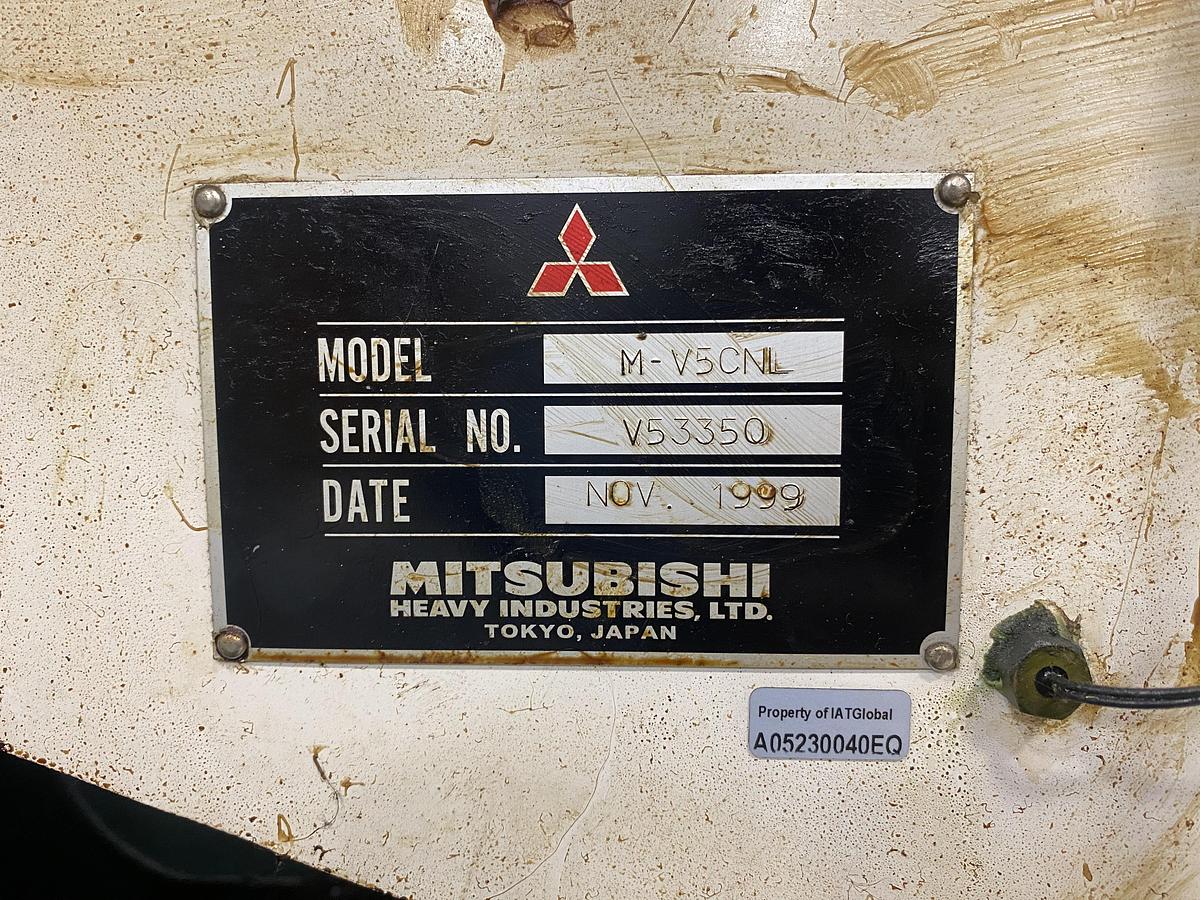 MODEL M-V5CNL
SERIAL NO. V53350
DATE NOV. 1999
MITSUBISHI
HEAVY INDUSTRIES, LTD.
TOKYO, JAPAN
Property of IATGlobal
A05230040EQ